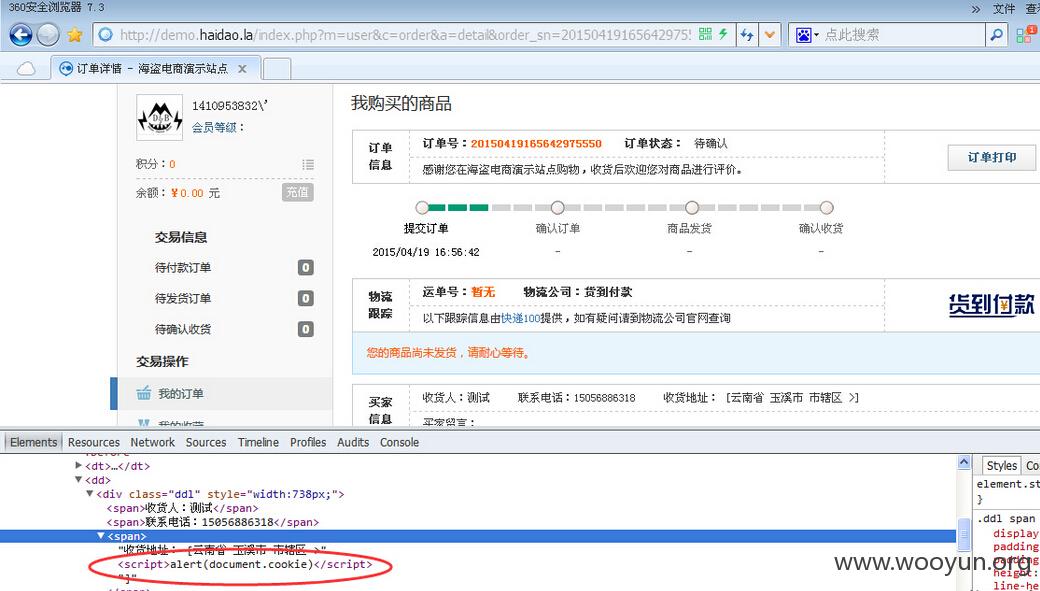 360安全浏览器 7.3
» 文件 查看
http://demo.haidao.la/index.php?m=user&c=order&a=detail&order_sn=20150419165642975
点此搜索
订单详情 - 海盗电商演示站点 x
1410953832\'
会员等级：
积分：0
余额：￥0.00 元 充值
交易信息
待付款订单 0
待发货订单 0
待确认收货 0
交易操作
我的订单
我的收藏
我购买的商品
订单信息
订单号：20150419165642975550 订单状态： 待确认
感谢您在海盗电商演示站点购物，收货后欢迎您对商品进行评价。
订单打印
提交订单 确认订单 商品发货 确认收货
2015/04/19 16:56:42 - - -
物流跟踪
运单号：暂无 物流公司：货到付款
以下跟踪信息由快递100提供，如有疑问请到物流公司官网查询
货到付款
您的商品尚未发货，请耐心等待。
买家信息
收货人：测试 联系电话：15056886318 收货地址： [云南省 玉溪市 市辖区 >]
买家留言：
Elements Resources Network Sources Timeline Profiles Audits Console
::before
<dt>…</dt>
<dd>
<div class="ddl" style="width:738px;">
<span>收货人：测试</span>
<span>联系电话：15056886318</span>
<span>
"收货地址： [云南省 玉溪市 市辖区 >"
<script>alert(document.cookie)</script>
"]"
</span>
Styles Co
element.st
}
.ddl span
display
padding
padding
height:
line-he
www.wooyun.org